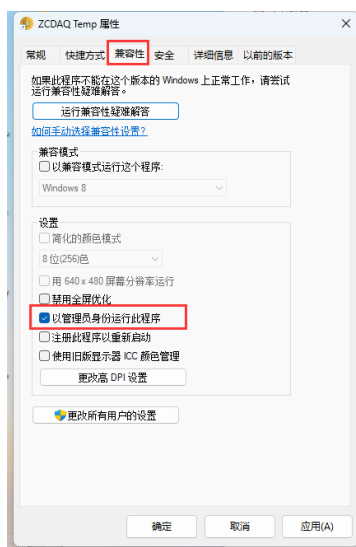 ZCDAQ Temp 属性
常规 快捷方式 兼容性 安全 详细信息 以前的版本
如果此程序不能在这个版本的 Windows 上正常工作，请尝试
运行兼容性疑难解答。
运行兼容性疑难解答
如何手动选择兼容性设置?
兼容模式
以兼容模式运行这个程序:
Windows 8
设置
简化的颜色模式
8 位(256)色
用 640 x 480 屏幕分辨率运行
禁用全屏优化
以管理员身份运行此程序
注册此程序以重新启动
使用旧版显示器 ICC 颜色管理
更改高 DPI 设置
更改所有用户的设置
确定 取消 应用(A)